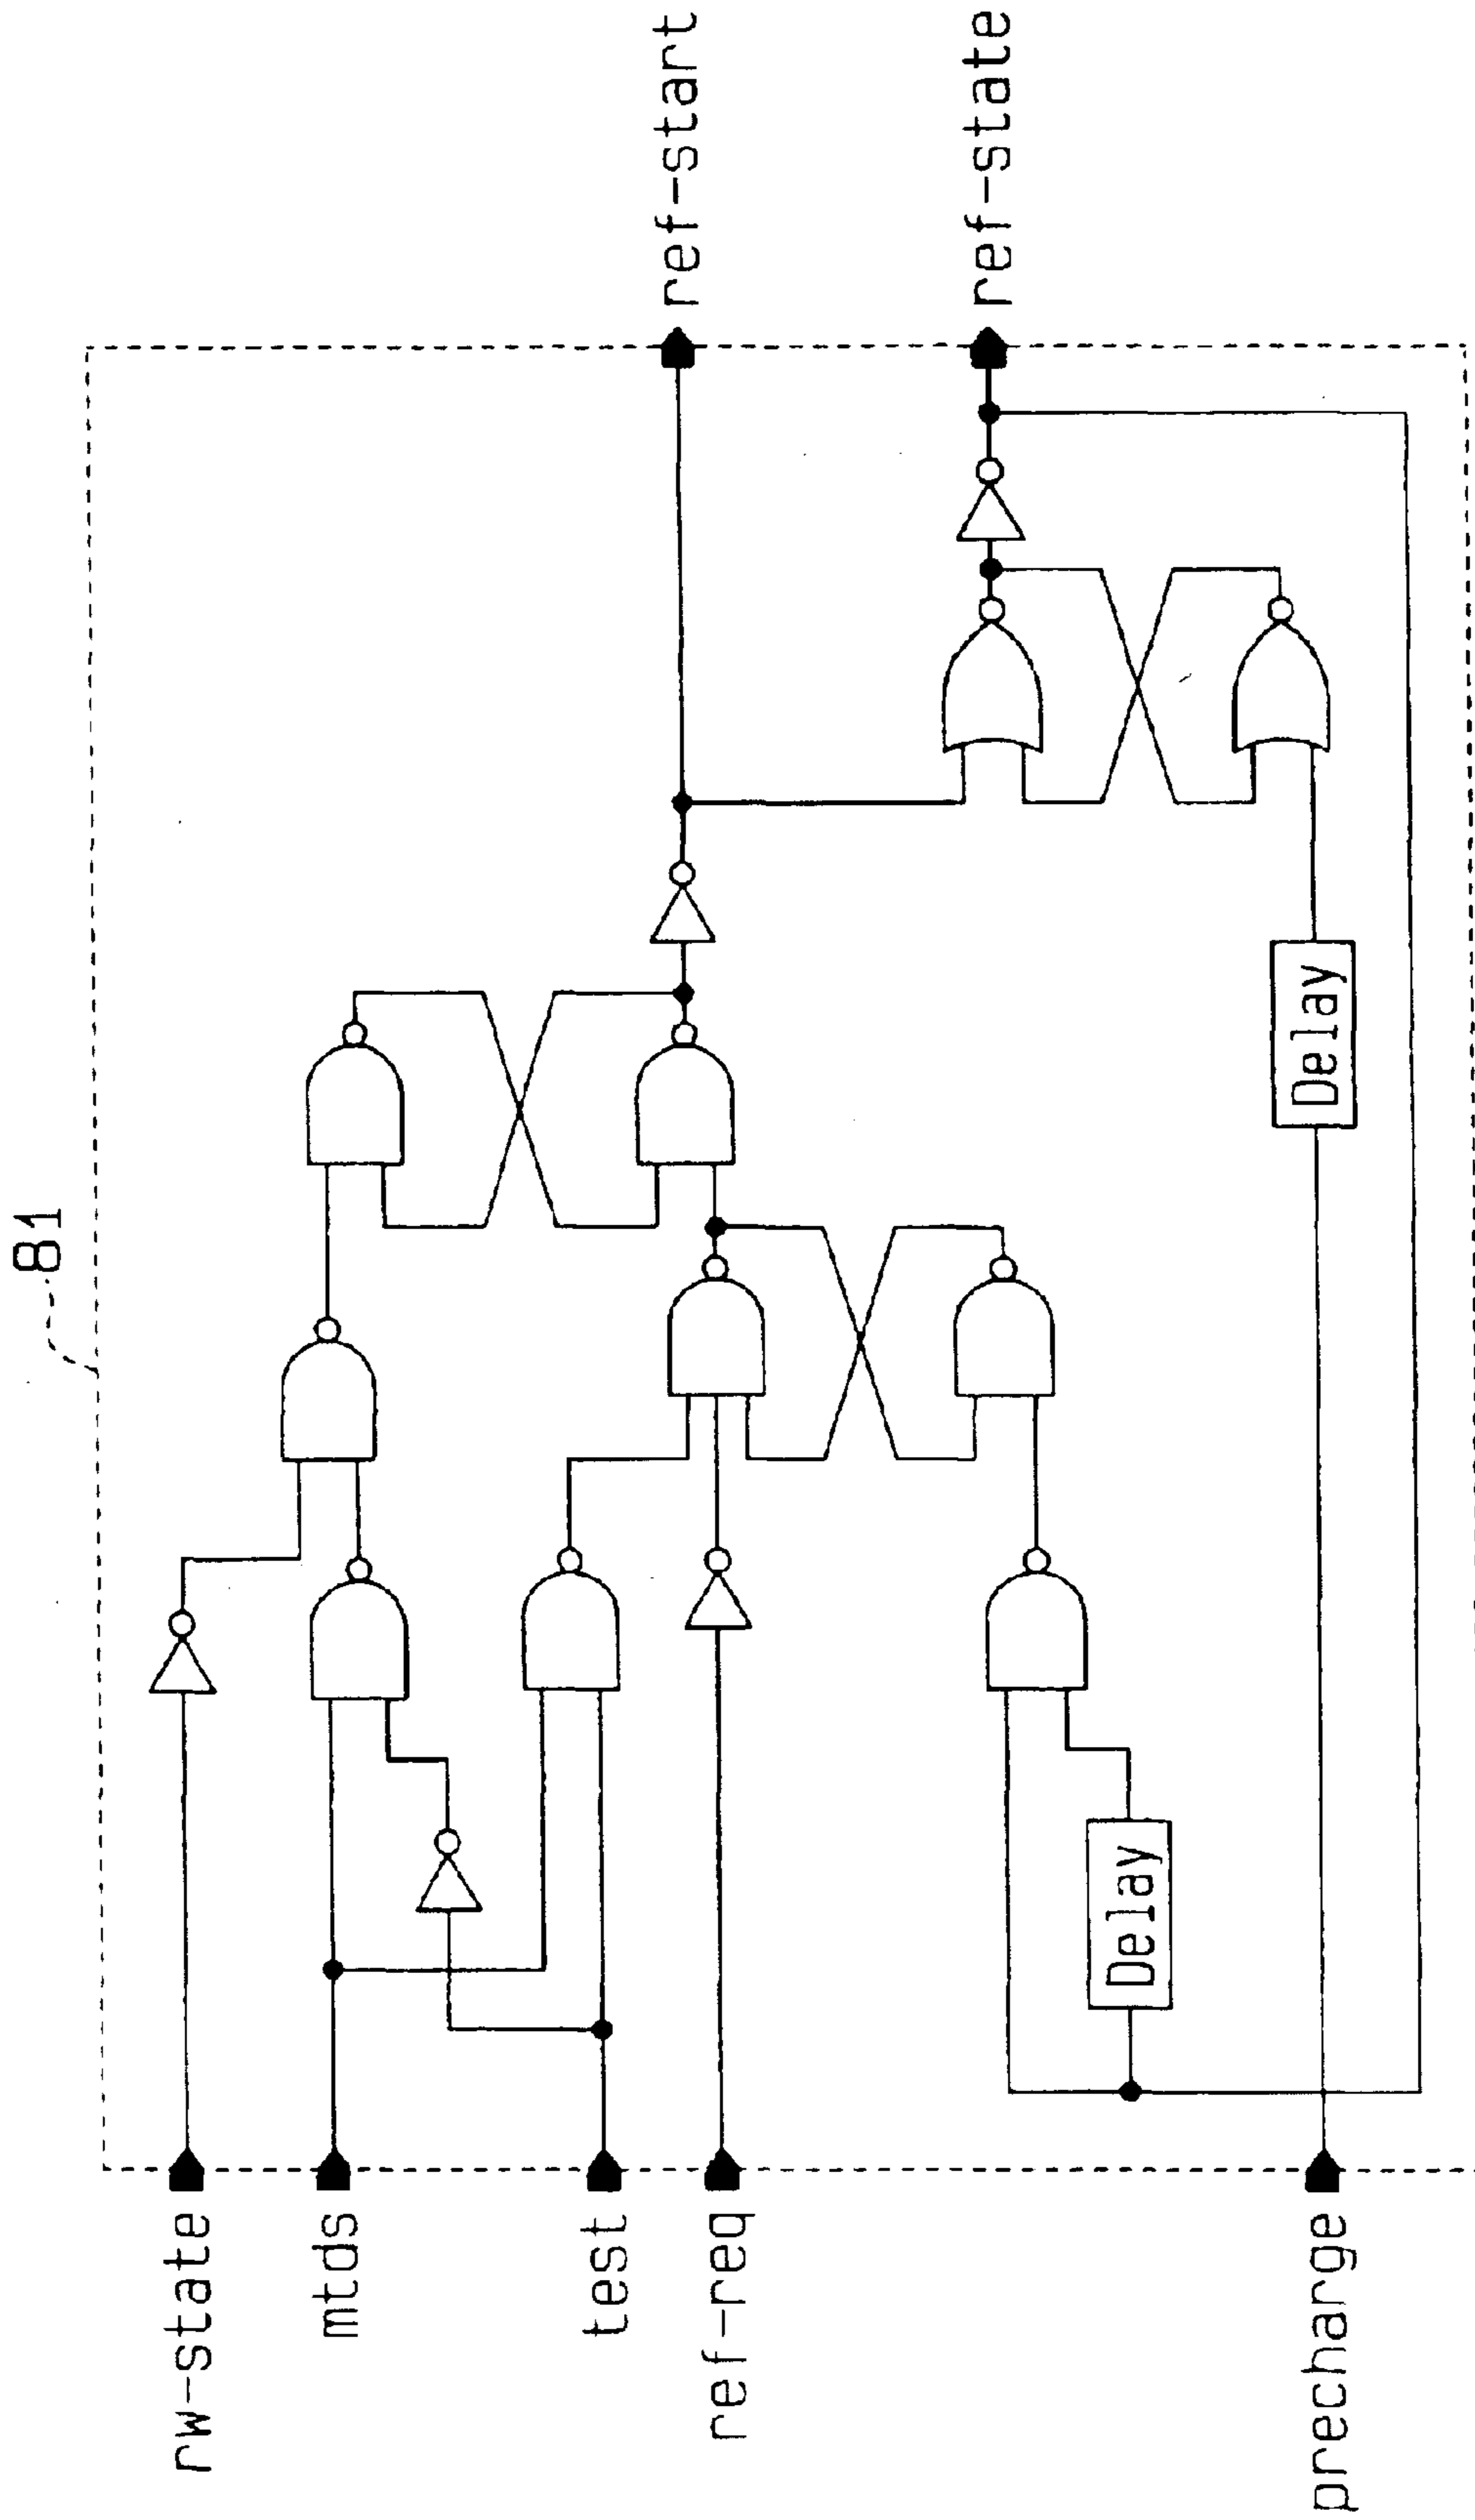 81
rw-state
mtds
test
ref-req
precharge
Delay
Delay
ref-start
ref-state